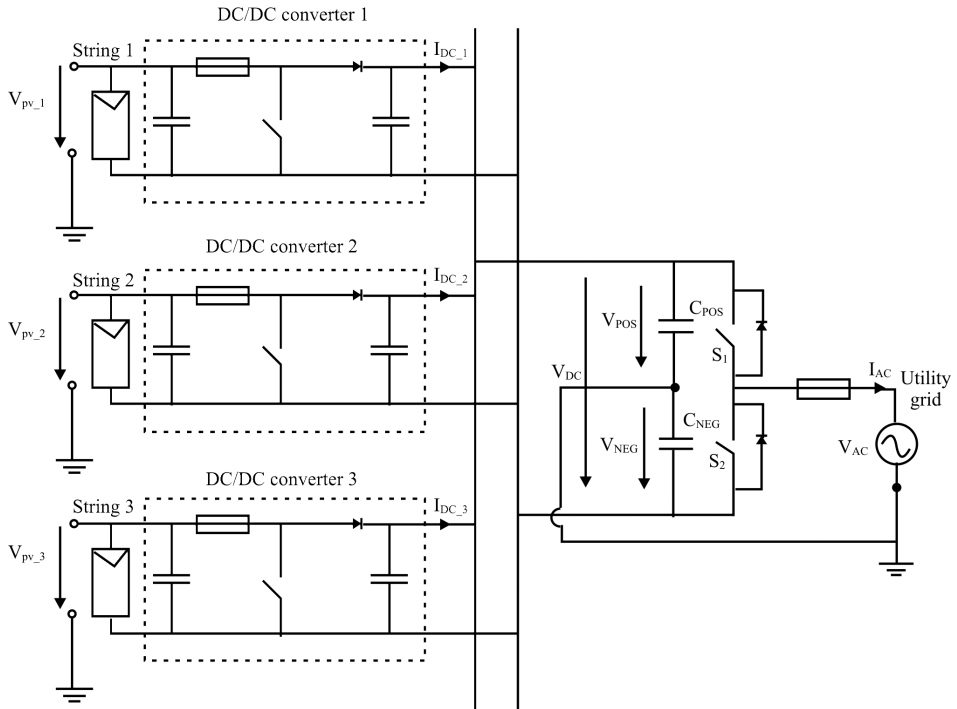 DC/DC converter 1
String 1
I_DC_1
V_pv_1
DC/DC converter 2
String 2
I_DC_2
V_pv_2
V_POS
C_POS
S_1
V_DC
I_AC
Utility
grid
C_NEG
V_NEG
S_2
V_AC
DC/DC converter 3
String 3
I_DC_3
V_pv_3